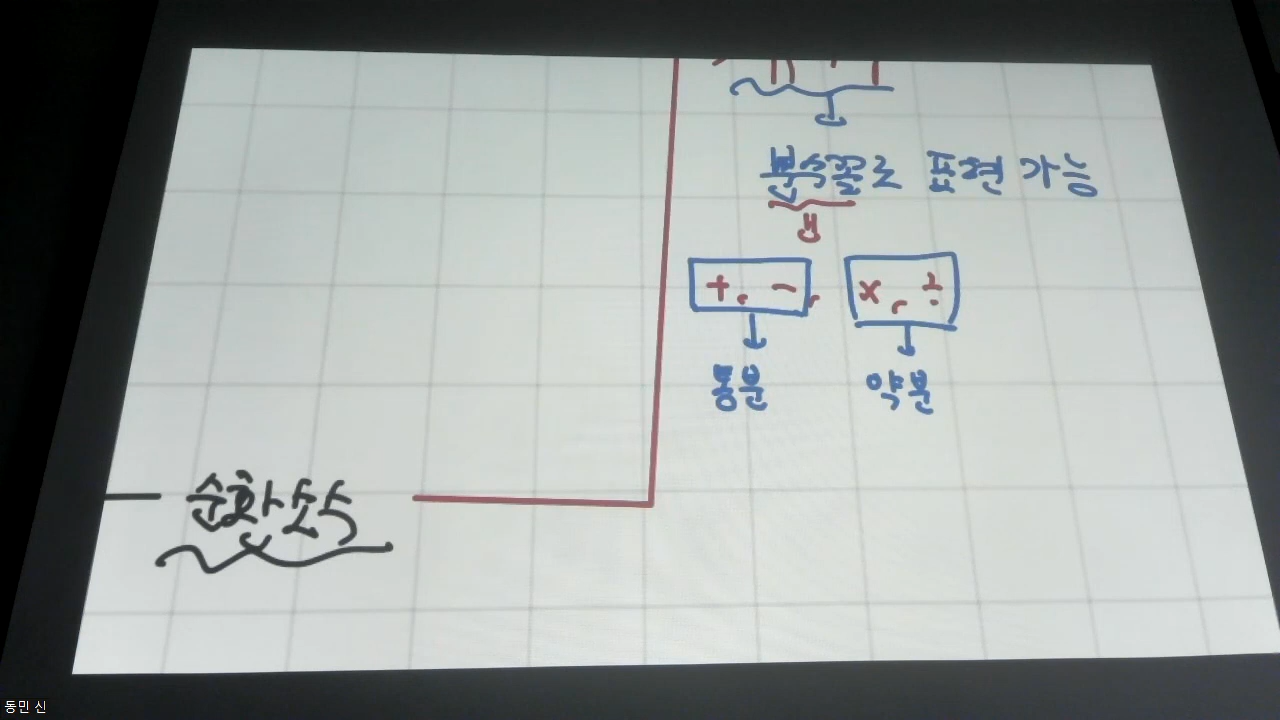 분수꼴로 표현 가능
+, -, ×, ÷
통분 약분
순환소수
동민 신